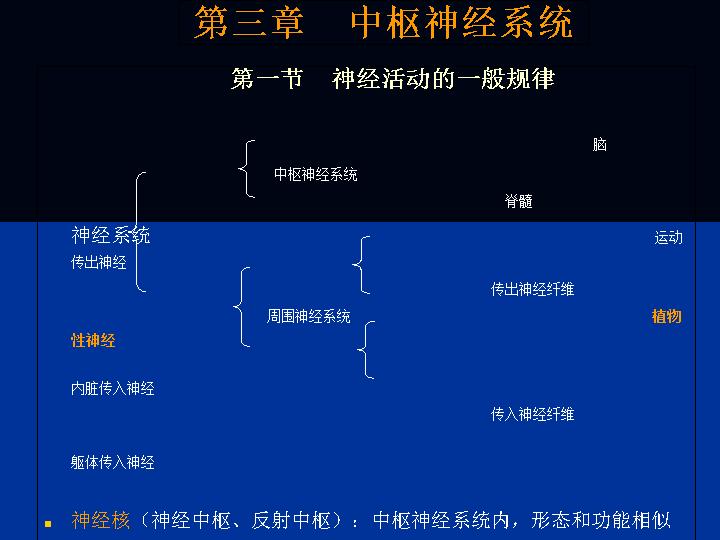 第三章　中枢神经系统
第一节　神经活动的一般规律
脑
中枢神经系统
脊髓
神经系统 运动
传出神经
传出神经纤维
周围神经系统 植物
性神经
内脏传入神经
传入神经纤维
躯体传入神经
神经核（神经中枢、反射中枢）：中枢神经系统内，形态和功能相似